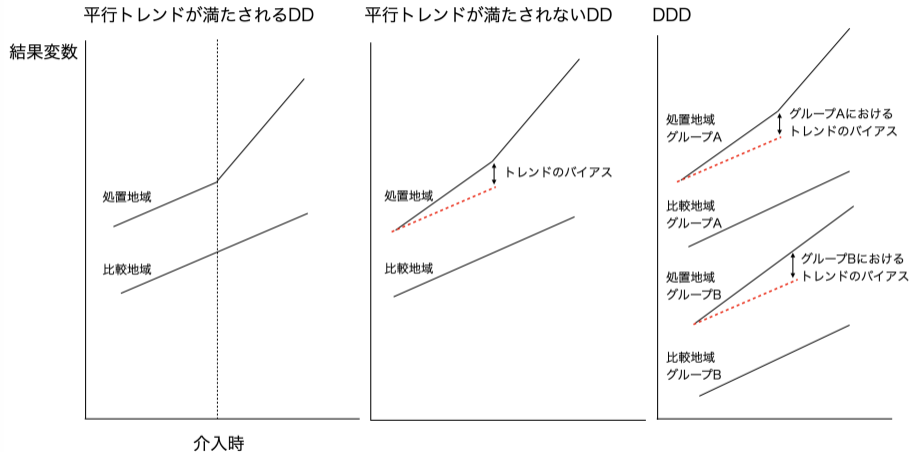 平行トレンドが満たされるDD
平行トレンドが満たされないDD
DDD
結果変数
処置地域
比較地域
介入時
トレンドのバイアス
処置地域
比較地域
グループAにおける
トレンドのバイアス
処置地域
グループA
比較地域
グループA
グループBにおける
トレンドのバイアス
処置地域
グループB
比較地域
グループB